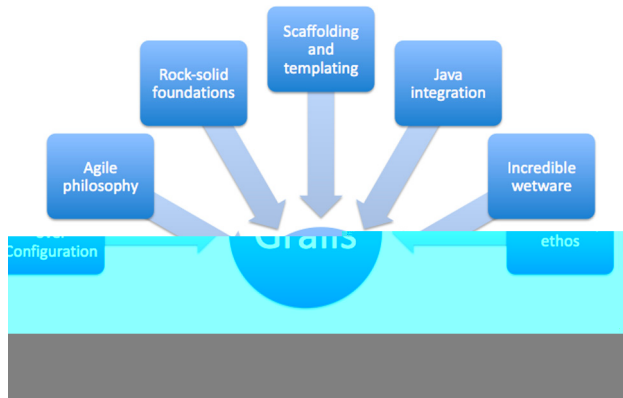 Scaffolding
and
templating
Rock-solid
foundations
Java
integration
Agile
philosophy
Incredible
wetware
Grails
Configuration
ethos